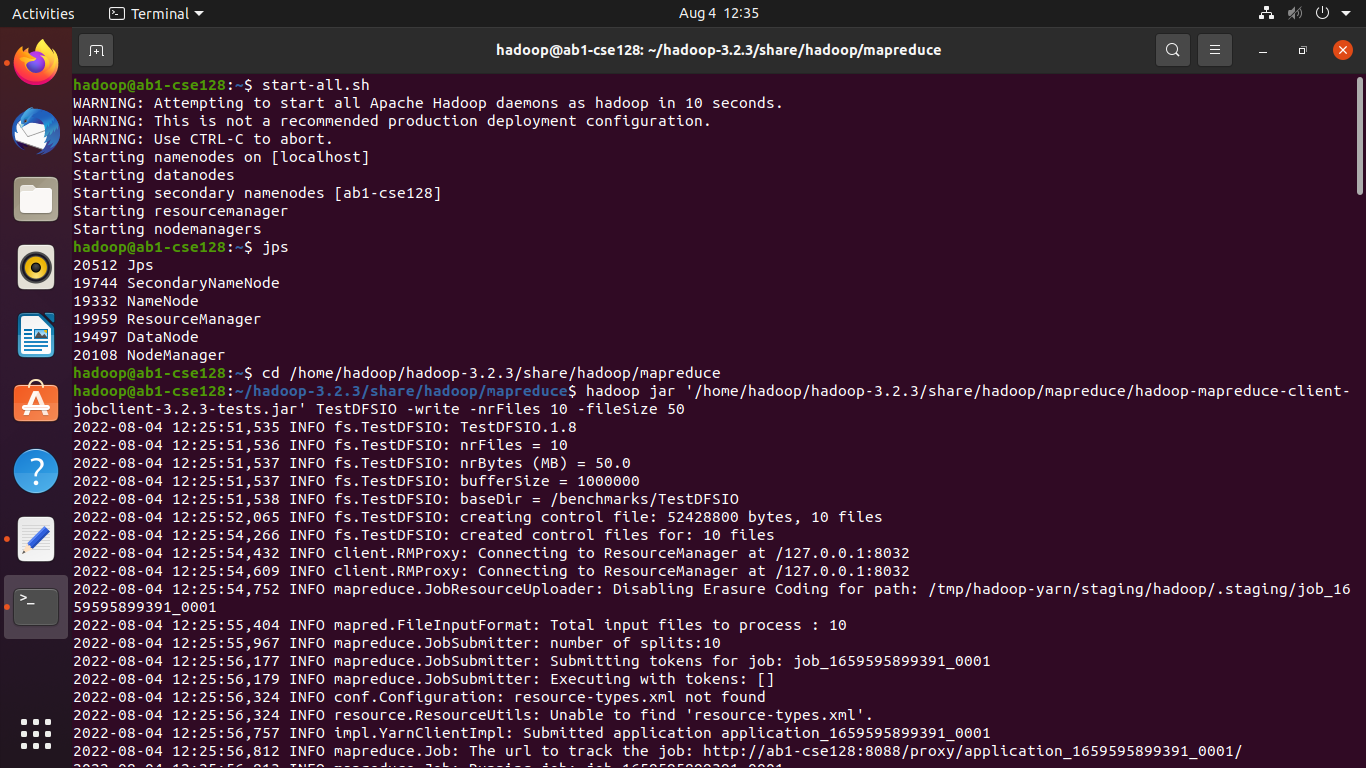 Activities
Terminal
Aug 4 12:35
hadoop@ab1-cse128: ~/hadoop-3.2.3/share/hadoop/mapreduce
hadoop@ab1-cse128:~$ start-all.sh
WARNING: Attempting to start all Apache Hadoop daemons as hadoop in 10 seconds.
WARNING: This is not a recommended production deployment configuration.
WARNING: Use CTRL-C to abort.
Starting namenodes on [localhost]
Starting datanodes
Starting secondary namenodes [ab1-cse128]
Starting resourcemanager
Starting nodemanagers
hadoop@ab1-cse128:~$ jps
20512 Jps
19744 SecondaryNameNode
19332 NameNode
19959 ResourceManager
19497 DataNode
20108 NodeManager
hadoop@ab1-cse128:~$ cd /home/hadoop/hadoop-3.2.3/share/hadoop/mapreduce
hadoop@ab1-cse128:~/hadoop-3.2.3/share/hadoop/mapreduce$ hadoop jar '/home/hadoop/hadoop-3.2.3/share/hadoop/mapreduce/hadoop-mapreduce-client-
jobclient-3.2.3-tests.jar' TestDFSIO -write -nrFiles 10 -fileSize 50
2022-08-04 12:25:51,535 INFO fs.TestDFSIO: TestDFSIO.1.8
2022-08-04 12:25:51,536 INFO fs.TestDFSIO: nrFiles = 10
2022-08-04 12:25:51,537 INFO fs.TestDFSIO: nrBytes (MB) = 50.0
2022-08-04 12:25:51,537 INFO fs.TestDFSIO: bufferSize = 1000000
2022-08-04 12:25:51,538 INFO fs.TestDFSIO: baseDir = /benchmarks/TestDFSIO
2022-08-04 12:25:52,065 INFO fs.TestDFSIO: creating control file: 52428800 bytes, 10 files
2022-08-04 12:25:54,266 INFO fs.TestDFSIO: created control files for: 10 files
2022-08-04 12:25:54,432 INFO client.RMProxy: Connecting to ResourceManager at /127.0.0.1:8032
2022-08-04 12:25:54,609 INFO client.RMProxy: Connecting to ResourceManager at /127.0.0.1:8032
2022-08-04 12:25:54,752 INFO mapreduce.JobResourceUploader: Disabling Erasure Coding for path: /tmp/hadoop-yarn/staging/hadoop/.staging/job_16
59595899391_0001
2022-08-04 12:25:55,404 INFO mapred.FileInputFormat: Total input files to process : 10
2022-08-04 12:25:55,967 INFO mapreduce.JobSubmitter: number of splits:10
2022-08-04 12:25:56,177 INFO mapreduce.JobSubmitter: Submitting tokens for job: job_1659595899391_0001
2022-08-04 12:25:56,179 INFO mapreduce.JobSubmitter: Executing with tokens: []
2022-08-04 12:25:56,324 INFO conf.Configuration: resource-types.xml not found
2022-08-04 12:25:56,324 INFO resource.ResourceUtils: Unable to find 'resource-types.xml'.
2022-08-04 12:25:56,757 INFO impl.YarnClientImpl: Submitted application application_1659595899391_0001
2022-08-04 12:25:56,812 INFO mapreduce.Job: The url to track the job: http://ab1-cse128:8088/proxy/application_1659595899391_0001/
2022-08-04 12:25:56,813 INFO mapreduce.Job: Running job: job_1659595899391_0001